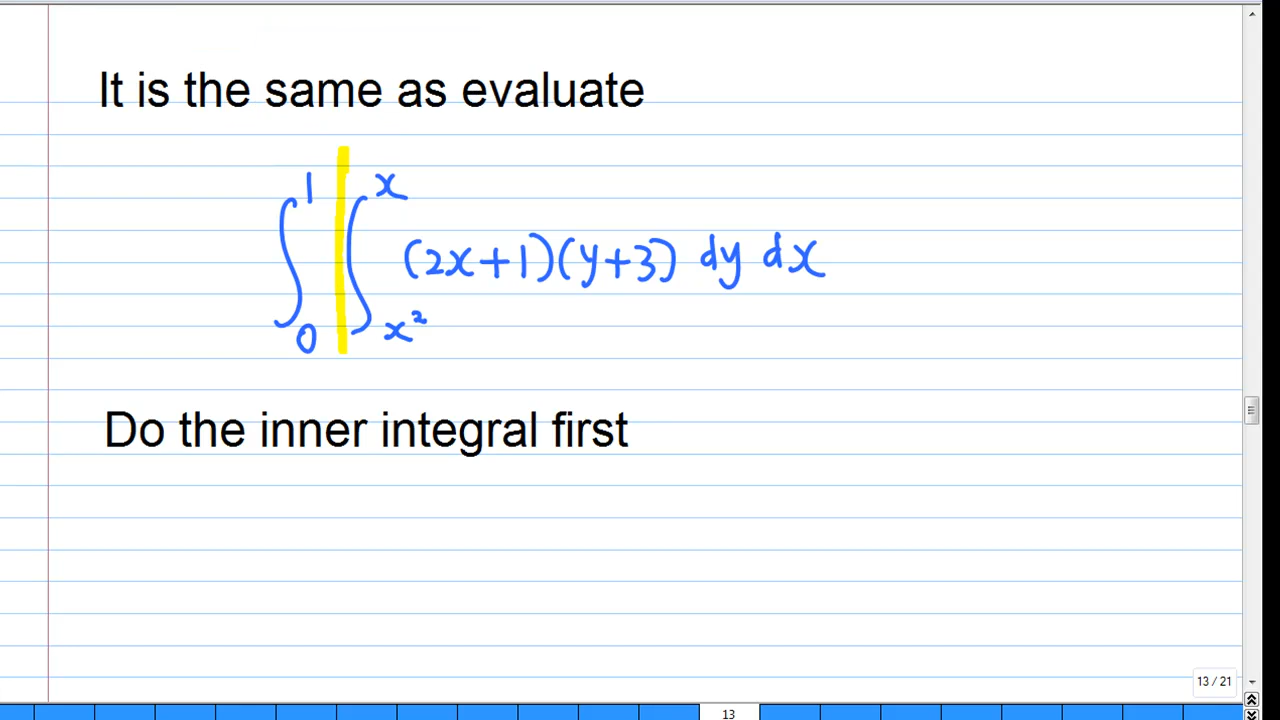 It is the same as evaluate
∫₀¹ ∫ₓ²ˣ (2x+1)(y+3) dy dx
Do the inner integral first
13 / 21
13